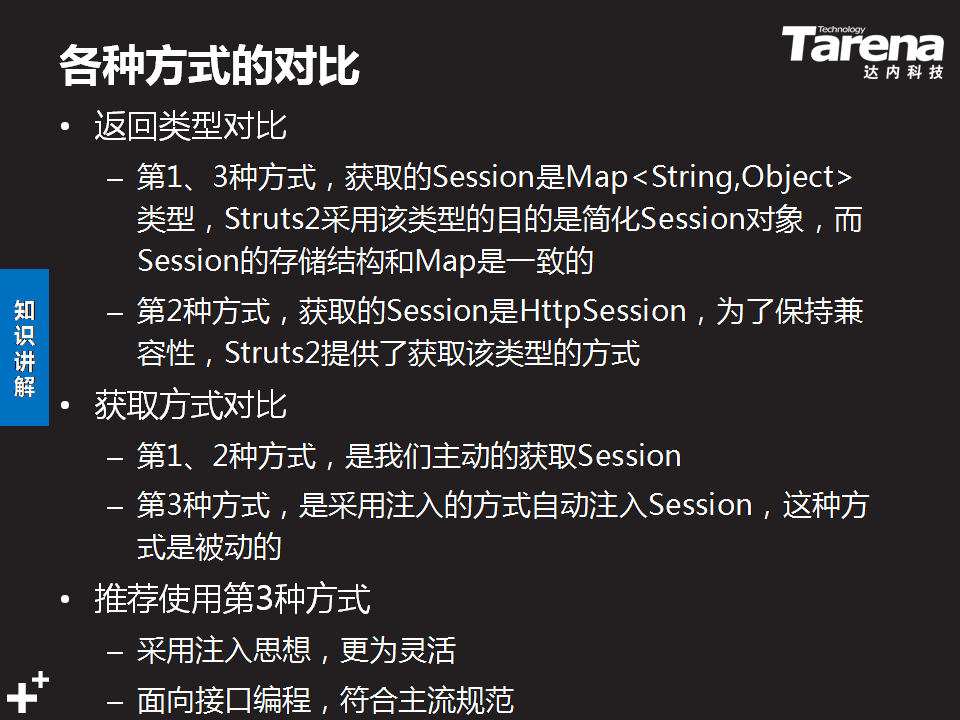 各种方式的对比
Technology
Tarena
达内科技
• 返回类型对比
– 第1、3种方式，获取的Session是Map<String,Object>
类型，Struts2采用该类型的目的是简化Session对象，而
Session的存储结构和Map是一致的
– 第2种方式，获取的Session是HttpSession，为了保持兼
容性，Struts2提供了获取该类型的方式
知识讲解
• 获取方式对比
– 第1、2种方式，是我们主动的获取Session
– 第3种方式，是采用注入的方式自动注入Session，这种方
式是被动的
• 推荐使用第3种方式
– 采用注入思想，更为灵活
– 面向接口编程，符合主流规范